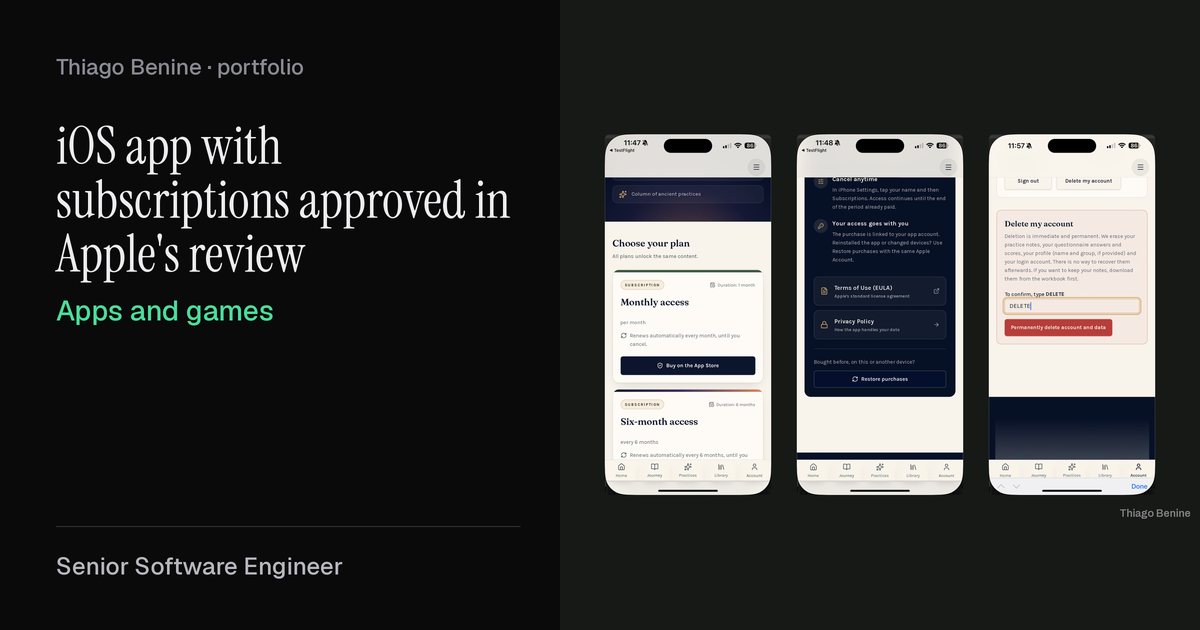 Thiago Benine · portfolio
iOS app with
subscriptions approved in
Apple's review
Apps and games
Senior Software Engineer
11:47
86
◀ TestFlight
Column of ancient practices
Choose your plan
All plans unlock the same content.
SUBSCRIPTION
Duration: 1 month
Monthly access
per month
Renews automatically every month, until you
cancel.
Buy on the App Store
SUBSCRIPTION
Duration: 6 months
Six-month access
every 6 months
Renews automatically every 6 months, until you
Home Journey Practices Library Account
11:48
86
◀ TestFlight
Cancel anytime
In iPhone Settings, tap your name and then
Subscriptions. Access continues until the end
of the period already paid.
Your access goes with you
The purchase is linked to your app account.
Reinstalled the app or changed devices? Use
Restore purchases with the same Apple
Account.
Terms of Use (EULA)
Apple's standard license agreement
Privacy Policy
How the app handles your data
Bought before, on this or another device?
Restore purchases
Home Journey Practices Library Account
11:57
86
Sign out
Delete my account
Delete my account
Deletion is immediate and permanent. We erase your
practice notes, your questionnaire answers and
scores, your profile (name and group, if provided) and
your login account. There is no way to recover them
afterwards. If you want to keep your notes, download
them from the workbook first.
To confirm, type DELETE
DELETE
Permanently delete account and data
Home Journey Practices Library Account
Done
Thiago Benine